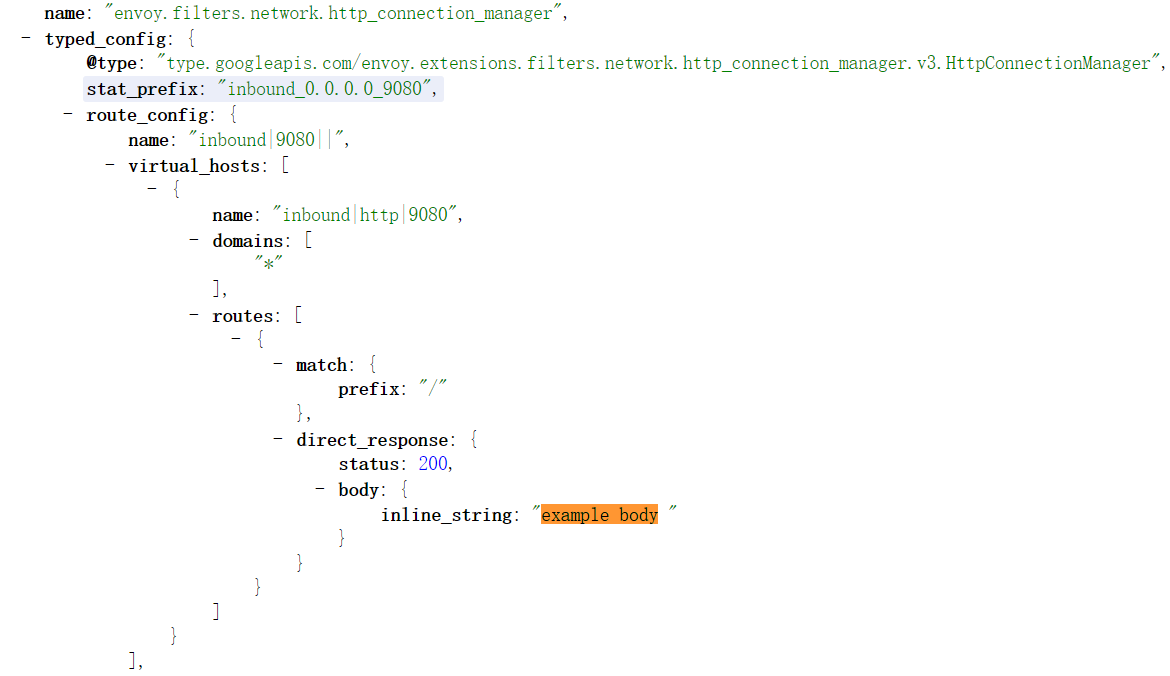 name: "envoy.filters.network.http_connection_manager",
- typed_config: {
@type: "type.googleapis.com/envoy.extensions.filters.network.http_connection_manager.v3.HttpConnectionManager",
stat_prefix: "inbound_0.0.0.0_9080",
- route_config: {
name: "inbound|9080||",
- virtual_hosts: [
- {
name: "inbound|http|9080",
- domains: [
"*"
],
- routes: [
- {
- match: {
prefix: "/"
},
- direct_response: {
status: 200,
- body: {
inline_string: "example body "
}
}
}
]
}
],